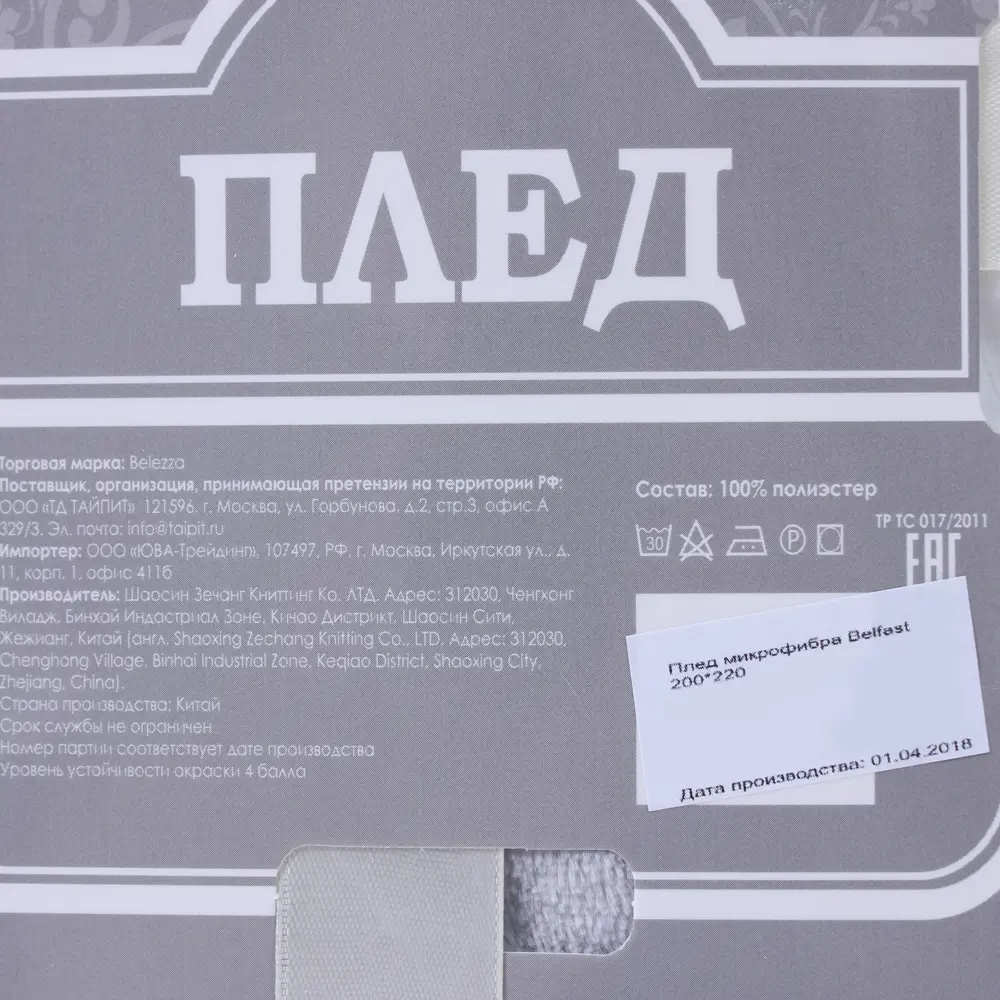 ПЛЕД
Торговая марка: Belezza
Поставщик, организация, принимающая претензии на территории РФ:
ООО «ТД ТАЙПИТ» 121596, г. Москва, ул. Горбунова, д.2, стр.3, офис А
329/3. Эл. почта: info@taipit.ru
Импортер: ООО «ЮВА-Трейдинг», 107497, РФ, г. Москва, Иркутская ул., д.
11, корп. 1, офис 411б
Производитель: Шаосин Зечанг Книттинг Ко. ЛТД. Адрес: 312030, Ченгхонг
Виладж, Бинхай Индастриал Зоне, Кичао Дистрикт, Шаосин Сити,
Жежианг, Китай (англ. Shaoxing Zechang Knitting Co., LTD. Адрес: 312030,
Chenghong Village, Binhai Industrial Zone, Keqiao District, Shaoxing City,
Zhejiang, China).
Страна производства: Китай
Срок службы не ограничен
Номер партии соответствует дате производства
Уровень устойчивости окраски 4 балла
Состав: 100% полиэстер
30 P
ТР ТС 017/2011
ЕАС
Плед микрофибра Belfast
200*220
Дата производства: 01.04.2018